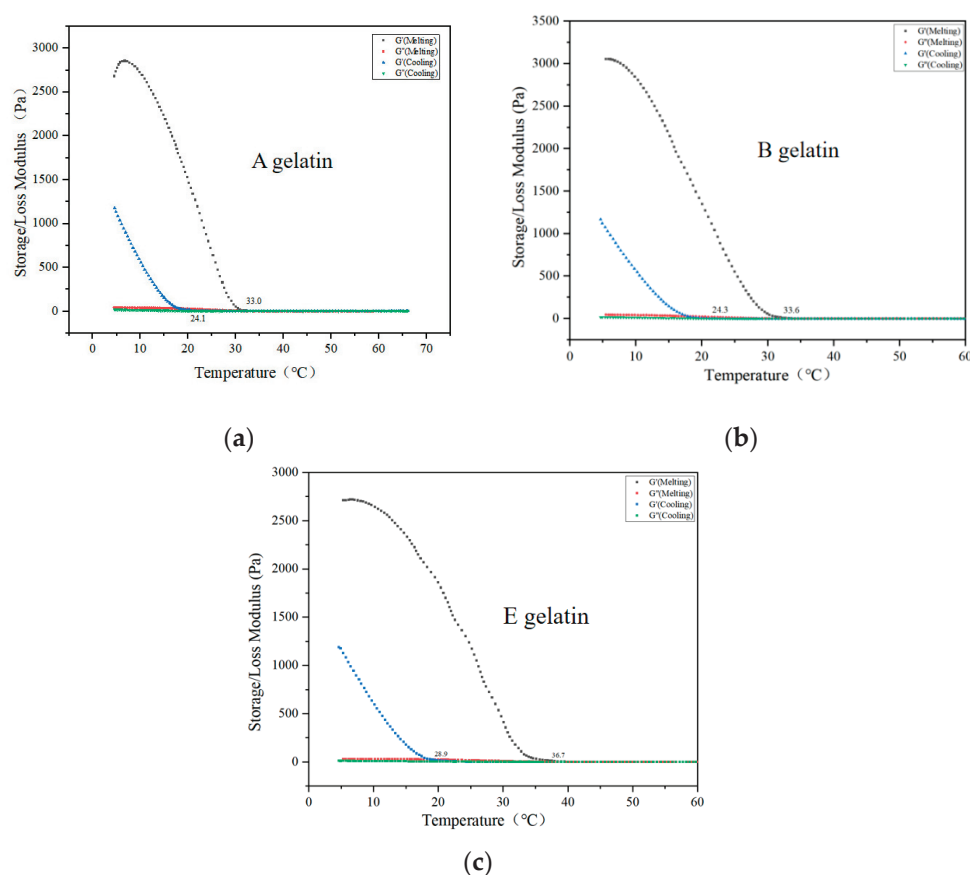 G'(Melting)
G''(Melting)
G'(Cooling)
G''(Cooling)
3000
2500
2000
1500
1000
500
0
Storage/Loss Modulus (Pa)
A gelatin
33.0
24.1
0 10 20 30 40 50 60 70
Temperature (℃)
(a)
G'(Melting)
G''(Melting)
G'(Cooling)
G''(Cooling)
3500
3000
2500
2000
1500
1000
500
0
Storage/Loss Modulus (Pa)
B gelatin
24.3 33.6
0 10 20 30 40 50 60
Temperature (℃)
(b)
G'(Melting)
G''(Melting)
G'(Cooling)
G''(Cooling)
3000
2500
2000
1500
1000
500
0
Storage/Loss Modulus (Pa)
E gelatin
28.9 36.7
0 10 20 30 40 50 60
Temperature (℃)
(c)